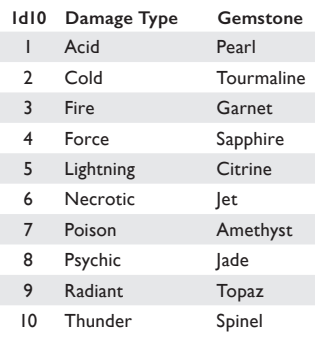 1d10 Damage Type Gemstone
1 Acid Pearl
2 Cold Tourmaline
3 Fire Garnet
4 Force Sapphire
5 Lightning Citrine
6 Necrotic Jet
7 Poison Amethyst
8 Psychic Jade
9 Radiant Topaz
10 Thunder Spinel